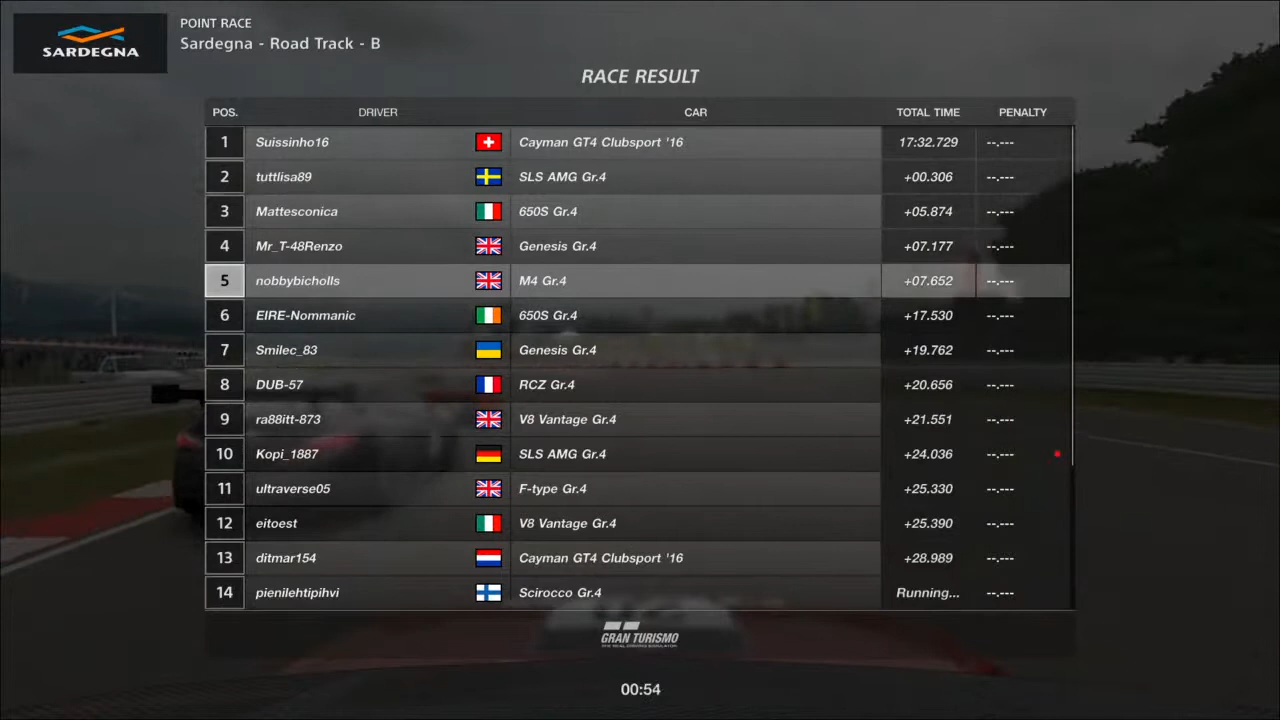 SARDEGNA
POINT RACE
Sardegna - Road Track - B
RACE RESULT
POS. DRIVER CAR TOTAL TIME PENALTY
1 Suissinho16 Cayman GT4 Clubsport '16 17:32.729 --.---
2 tuttlisa89 SLS AMG Gr.4 +00.306 --.---
3 Mattesconica 650S Gr.4 +05.874 --.---
4 Mr_T-48Renzo Genesis Gr.4 +07.177 --.---
5 nobbybicholls M4 Gr.4 +07.652 --.---
6 EIRE-Nommanic 650S Gr.4 +17.530 --.---
7 Smilec_83 Genesis Gr.4 +19.762 --.---
8 DUB-57 RCZ Gr.4 +20.656 --.---
9 ra88itt-873 V8 Vantage Gr.4 +21.551 --.---
10 Kopi_1887 SLS AMG Gr.4 +24.036 --.---
11 ultraverse05 F-type Gr.4 +25.330 --.---
12 eitoest V8 Vantage Gr.4 +25.390 --.---
13 ditmar154 Cayman GT4 Clubsport '16 +28.989 --.---
14 pienilehtipihvi Scirocco Gr.4 Running... --.---
GRAN TURISMO
THE REAL DRIVING SIMULATOR
00:54